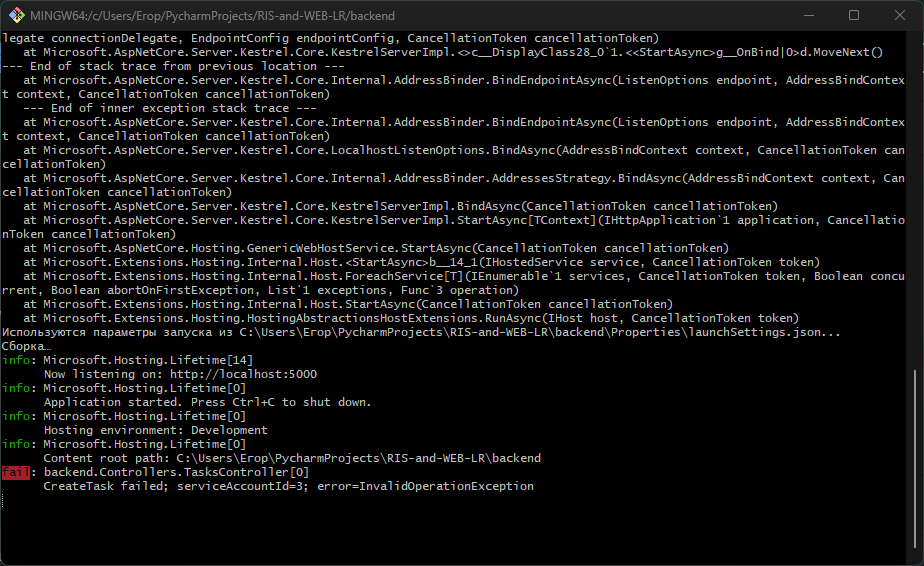 MINGW64:/c/Users/Егор/PycharmProjects/RIS-and-WEB-LR/backend
legate connectionDelegate, EndpointConfig endpointConfig, CancellationToken cancellationToken)
   at Microsoft.AspNetCore.Server.Kestrel.Core.KestrelServerImpl.<>c__DisplayClass28_0`1.<<StartAsync>g__OnBind|0>d.MoveNext()
--- End of stack trace from previous location ---
   at Microsoft.AspNetCore.Server.Kestrel.Core.Internal.AddressBinder.BindEndpointAsync(ListenOptions endpoint, AddressBindContex
t context, CancellationToken cancellationToken)
   --- End of inner exception stack trace ---
   at Microsoft.AspNetCore.Server.Kestrel.Core.Internal.AddressBinder.BindEndpointAsync(ListenOptions endpoint, AddressBindContex
t context, CancellationToken cancellationToken)
   at Microsoft.AspNetCore.Server.Kestrel.Core.LocalhostListenOptions.BindAsync(AddressBindContext context, CancellationToken can
cellationToken)
   at Microsoft.AspNetCore.Server.Kestrel.Core.Internal.AddressBinder.AddressesStrategy.BindAsync(AddressBindContext context, Can
cellationToken cancellationToken)
   at Microsoft.AspNetCore.Server.Kestrel.Core.KestrelServerImpl.BindAsync(CancellationToken cancellationToken)
   at Microsoft.AspNetCore.Server.Kestrel.Core.KestrelServerImpl.StartAsync[TContext](IHttpApplication`1 application, Cancellatio
nToken cancellationToken)
   at Microsoft.AspNetCore.Hosting.GenericWebHostService.StartAsync(CancellationToken cancellationToken)
   at Microsoft.Extensions.Hosting.Internal.Host.<StartAsync>b__14_1(IHostedService service, CancellationToken token)
   at Microsoft.Extensions.Hosting.Internal.Host.ForeachService[T](IEnumerable`1 services, CancellationToken token, Boolean concu
rrent, Boolean abortOnFirstException, List`1 exceptions, Func`3 operation)
   at Microsoft.Extensions.Hosting.Internal.Host.StartAsync(CancellationToken cancellationToken)
   at Microsoft.Extensions.Hosting.HostingAbstractionsHostExtensions.RunAsync(IHost host, CancellationToken token)
Используются параметры запуска из C:\Users\Егор\PycharmProjects\RIS-and-WEB-LR\backend\Properties\launchSettings.json...
Сборка…
info: Microsoft.Hosting.Lifetime[14]
      Now listening on: http://localhost:5000
info: Microsoft.Hosting.Lifetime[0]
      Application started. Press Ctrl+C to shut down.
info: Microsoft.Hosting.Lifetime[0]
      Hosting environment: Development
info: Microsoft.Hosting.Lifetime[0]
      Content root path: C:\Users\Егор\PycharmProjects\RIS-and-WEB-LR\backend
fail: backend.Controllers.TasksController[0]
      CreateTask failed; serviceAccountId=3; error=InvalidOperationException